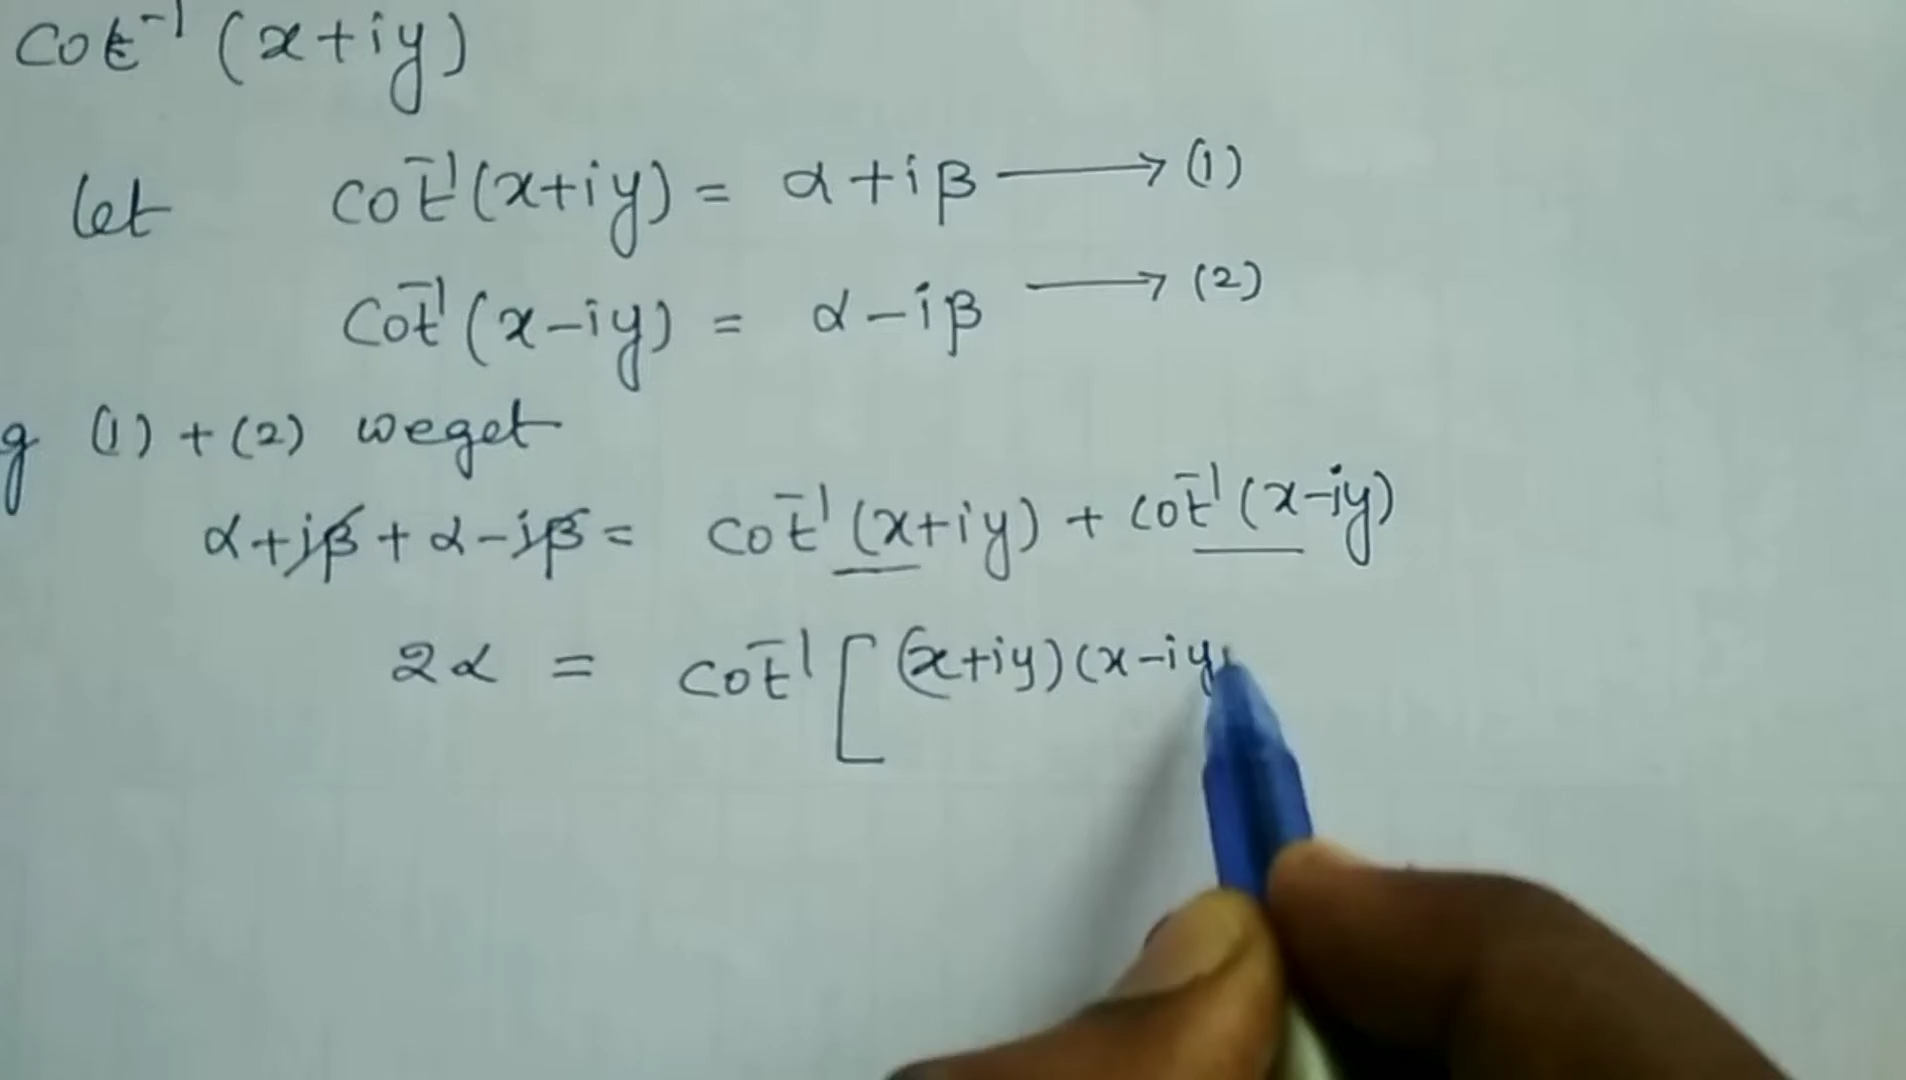 cot⁻¹ (x+iy)
let cot⁻¹(x+iy) = α+iβ ⟶ (1)
cot⁻¹(x-iy) = α-iβ ⟶ (2)
g (1) + (2) weget
α+iβ+α-iβ = cot⁻¹(x+iy) + cot⁻¹(x-iy)
2α = cot⁻¹ [ (x+iy)(x-iy